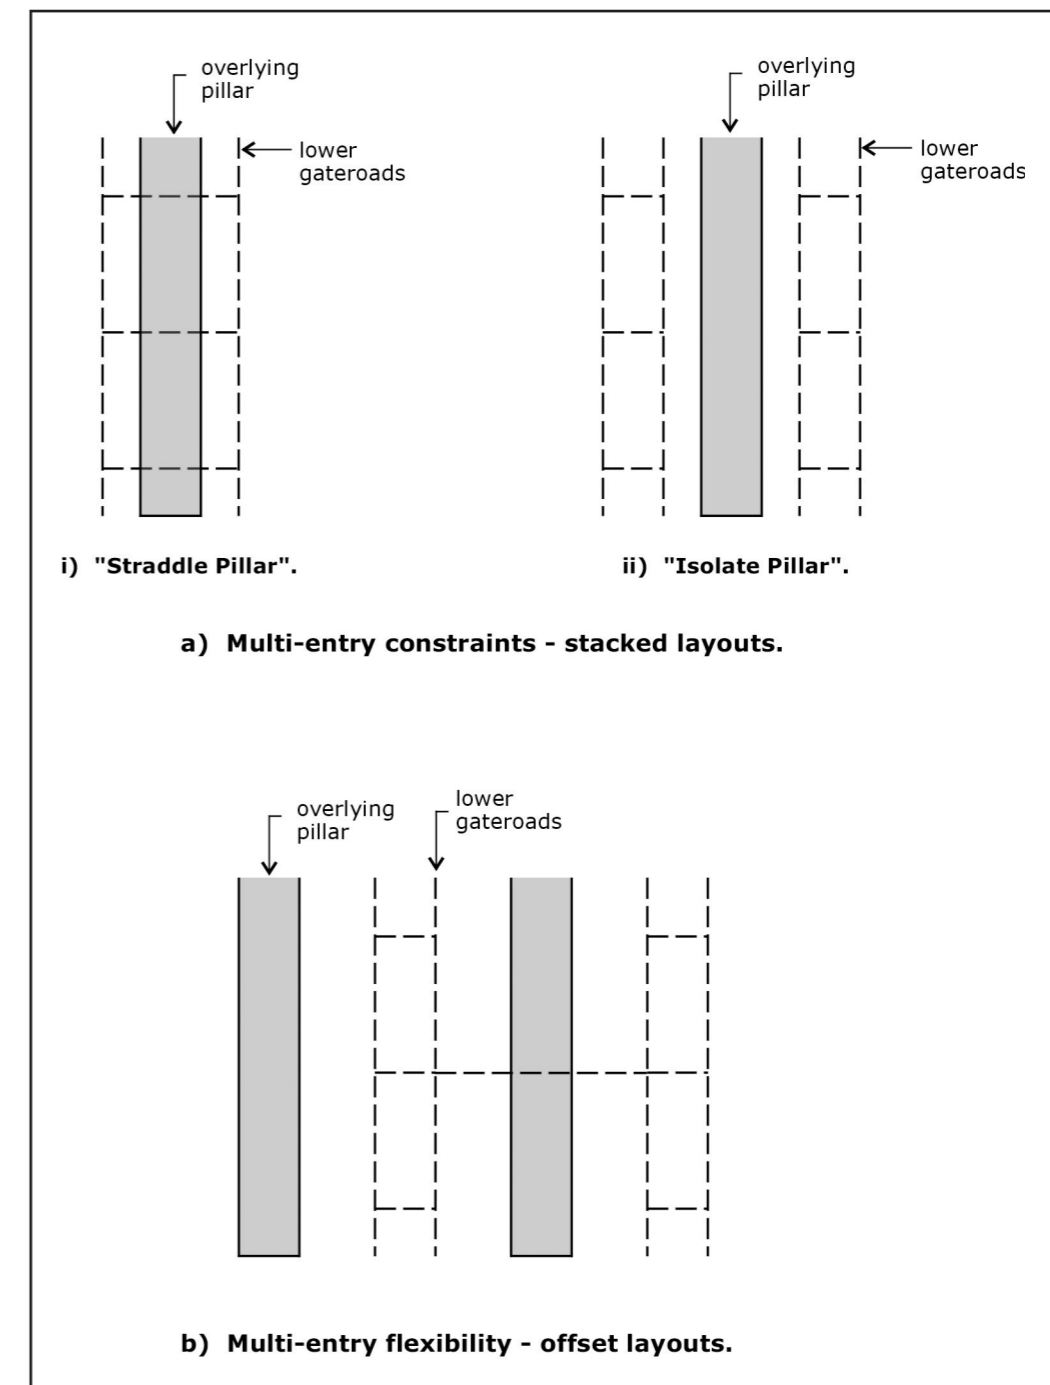 overlying
pillar
lower
gateroads
overlying
pillar
lower
gateroads
i) "Straddle Pillar".
ii) "Isolate Pillar".
a) Multi-entry constraints - stacked layouts.
overlying
pillar
lower
gateroads
b) Multi-entry flexibility - offset layouts.